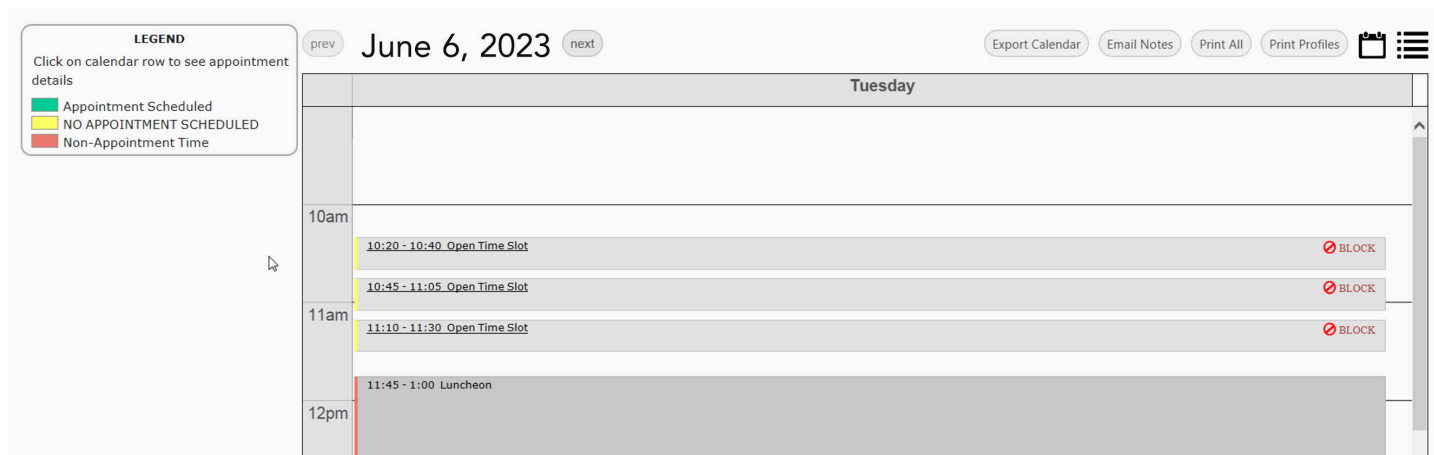 LEGEND
Click on calendar row to see appointment
details
Appointment Scheduled
NO APPOINTMENT SCHEDULED
Non-Appointment Time
prev June 6, 2023 next
Export Calendar Email Notes Print All Print Profiles
Tuesday
10am
10:20 - 10:40 Open Time Slot BLOCK
10:45 - 11:05 Open Time Slot BLOCK
11am
11:10 - 11:30 Open Time Slot BLOCK
11:45 - 1:00 Luncheon
12pm